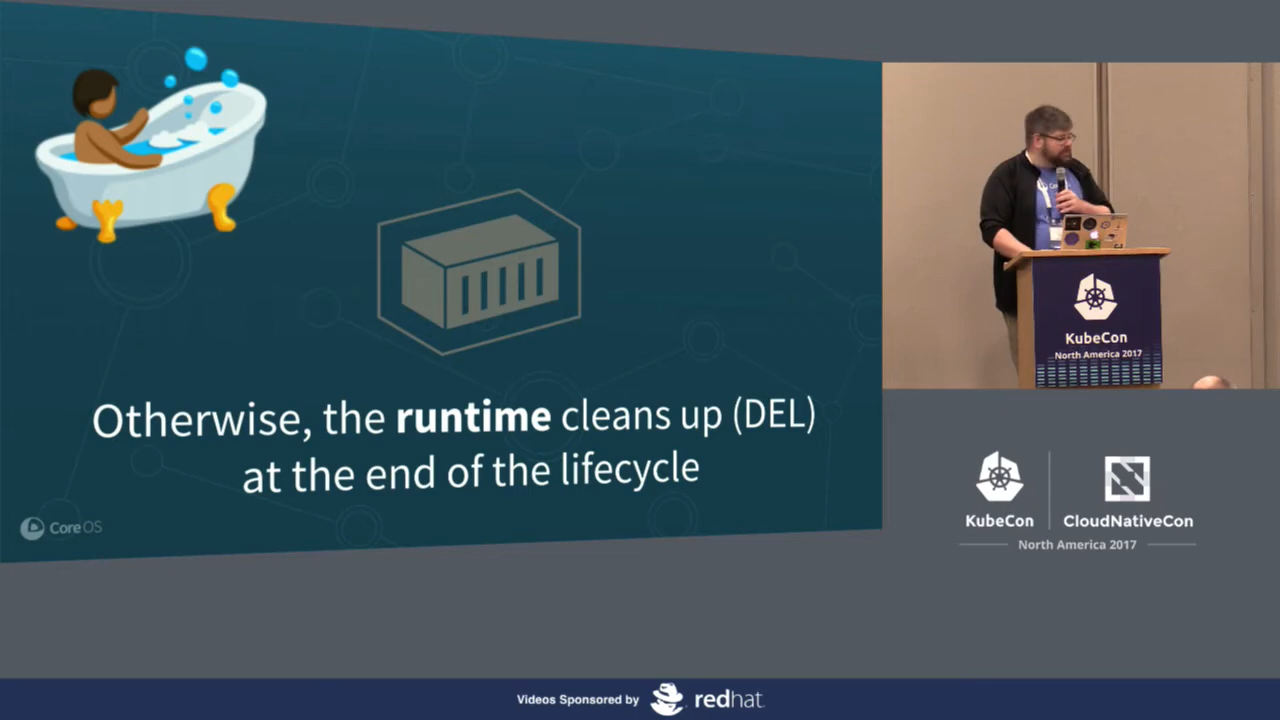 Otherwise, the runtime cleans up (DEL)
at the end of the lifecycle
CoreOS
KubeCon
North America 2017
KubeCon
CloudNativeCon
North America 2017
Videos Sponsored by
redhat.